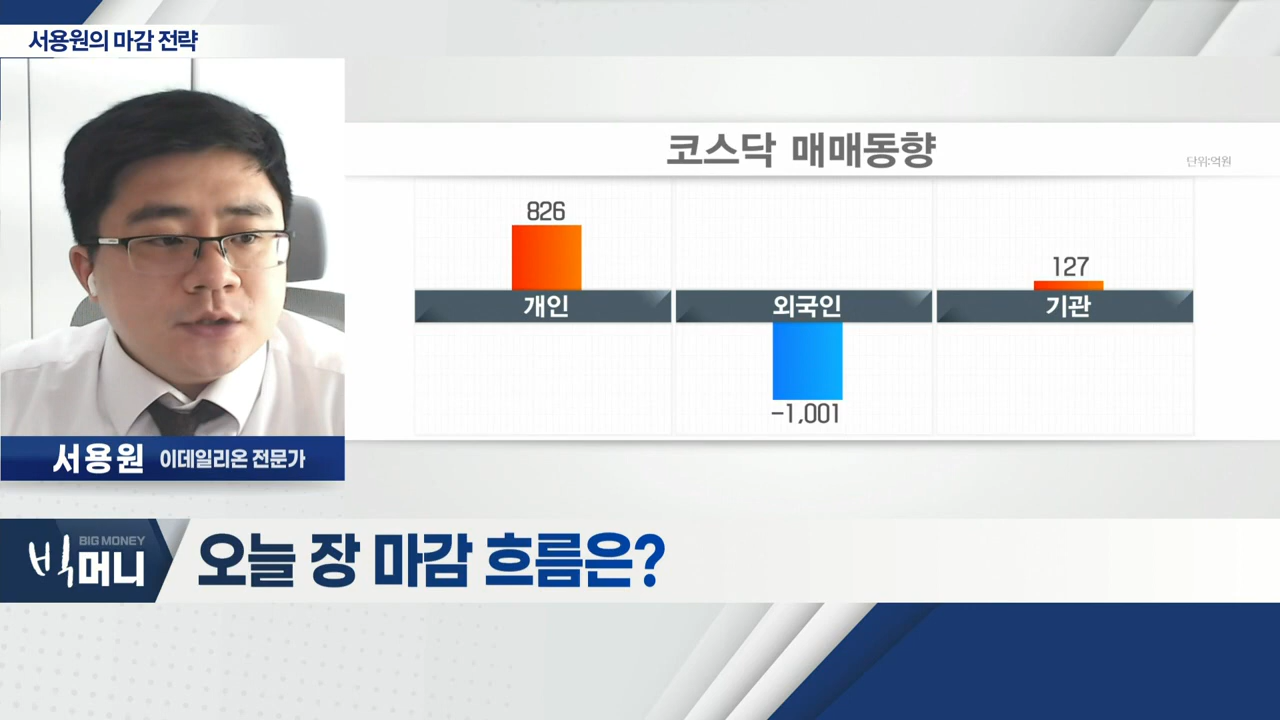 서용원의 마감 전략
코스닥 매매동향
단위:억원
826
127
개인
외국인
기관
-1,001
서용원 이데일리온 전문가
BIG MONEY
빅머니
오늘 장 마감 흐름은?